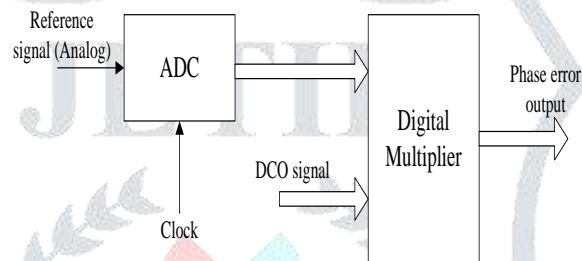 Reference
signal (Analog)
ADC
Phase error
output
Digital
Multiplier
DCO signal
Clock